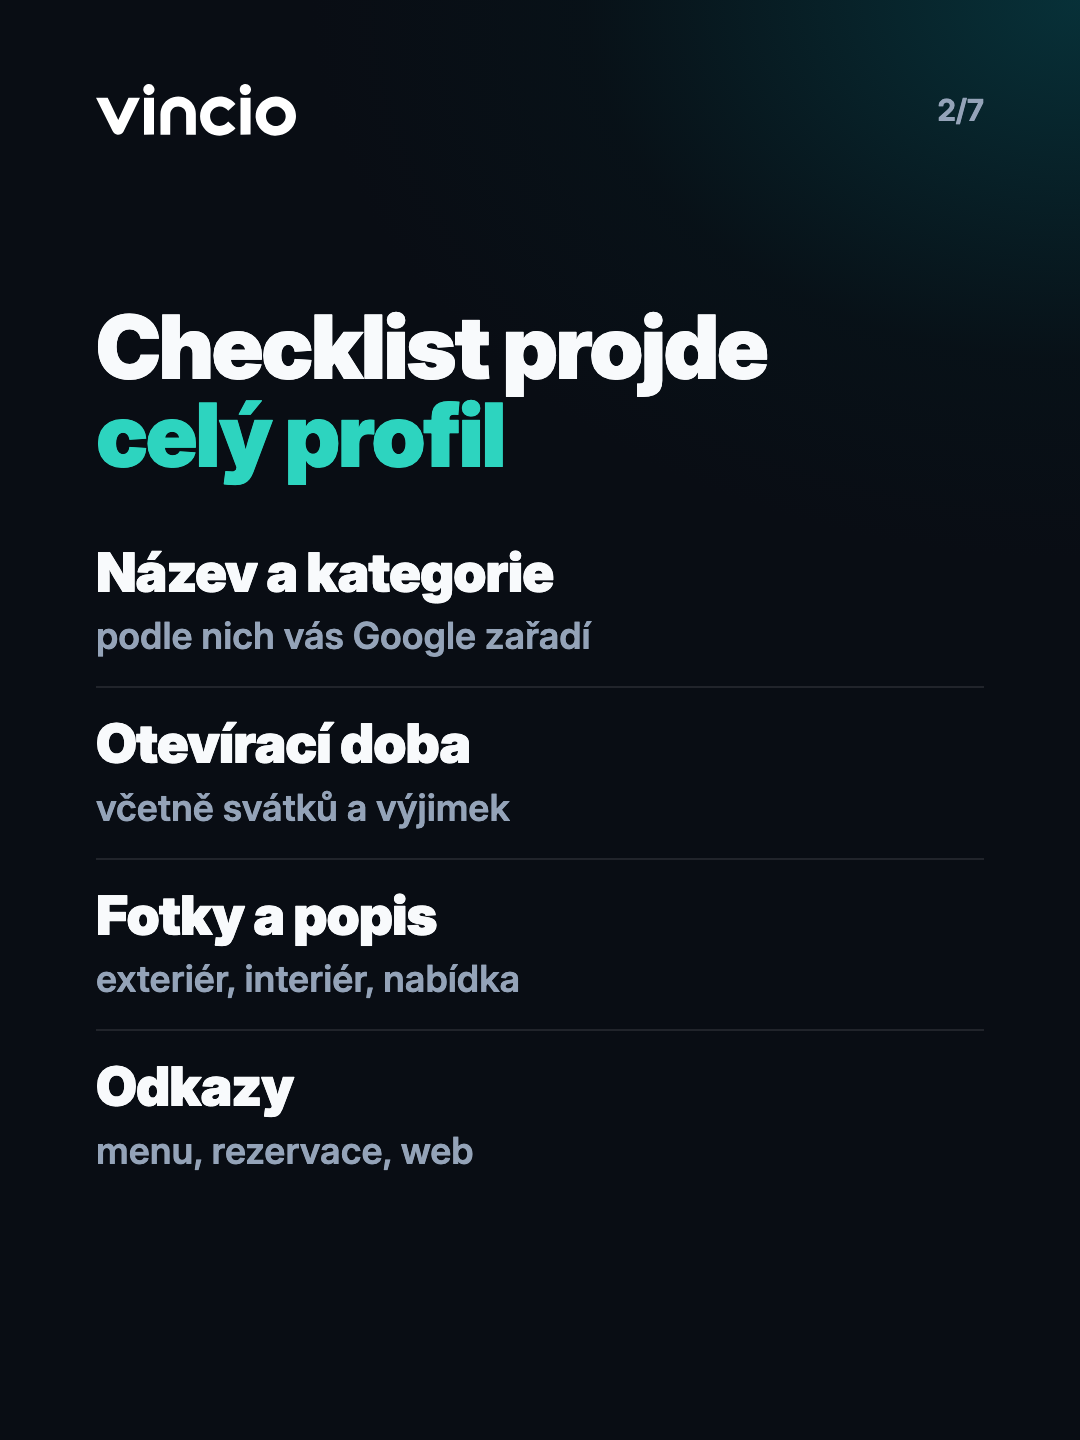 vincio
2/7
Checklist projde
celý profil
Název a kategorie
podle nich vás Google zařadí
Otevírací doba
včetně svátků a výjimek
Fotky a popis
exteriér, interiér, nabídka
Odkazy
menu, rezervace, web